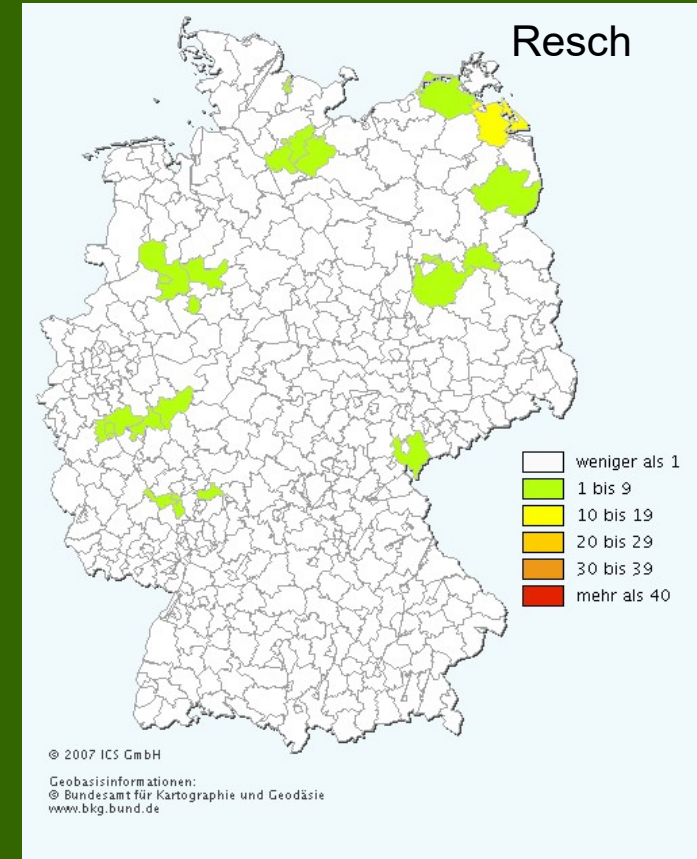 Resch
weniger als 1
1 bis 9
10 bis 19
20 bis 29
30 bis 39
mehr als 40
© 2007 ICS GmbH
Geobasisinformationen:
© Bundesamt für Kartographie und Geodäsie
www.bkg.bund.de